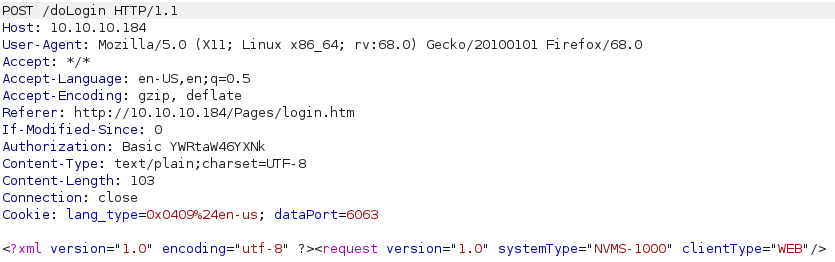 POST /doLogin HTTP/1.1
Host: 10.10.10.184
User-Agent: Mozilla/5.0 (X11; Linux x86_64; rv:68.0) Gecko/20100101 Firefox/68.0
Accept: */*
Accept-Language: en-US,en;q=0.5
Accept-Encoding: gzip, deflate
Referer: http://10.10.10.184/Pages/login.htm
If-Modified-Since: 0
Authorization: Basic YWRtaW46YXNk
Content-Type: text/plain;charset=UTF-8
Content-Length: 103
Connection: close
Cookie: lang_type=0x0409%24en-us; dataPort=6063
<?xml version="1.0" encoding="utf-8" ?><request version="1.0" systemType="NVMS-1000" clientType="WEB"/>